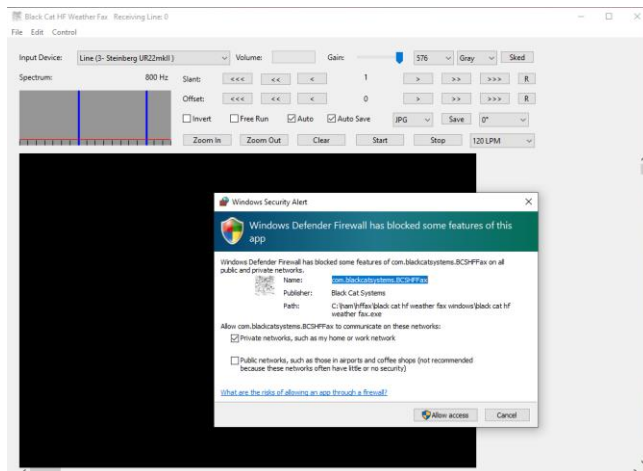 Black Cat HF Weather Fax Receiving Line: 0
File Edit Control
Input Device: Line (3- Steinberg UR22mkII ) Volume: Gain: 576 Gray Sked
Spectrum: 800 Hz Slant: <<< << < 1 > >> >>> R
Offset: <<< << < 0 > >> >>> R
Invert Free Run Auto Auto Save JPG Save 0°
Zoom In Zoom Out Clear Start Stop 120 LPM
Windows Security Alert
Windows Defender Firewall has blocked some features of this
app
Windows Defender Firewall has blocked some features of com.blackcatsystems.BCSHFFax on all
public and private networks.
Name: com.blackcatsystems.BCSHFFax
Publisher: Black Cat Systems
Path: C:\ham\hffax\black cat hf weather fax windows\black cat hf
weather fax.exe
Allow com.blackcatsystems.BCSHFFax to communicate on these networks:
Private networks, such as my home or work network
Public networks, such as those in airports and coffee shops (not recommended
because these networks often have little or no security)
What are the risks of allowing an app through a firewall?
Allow access Cancel